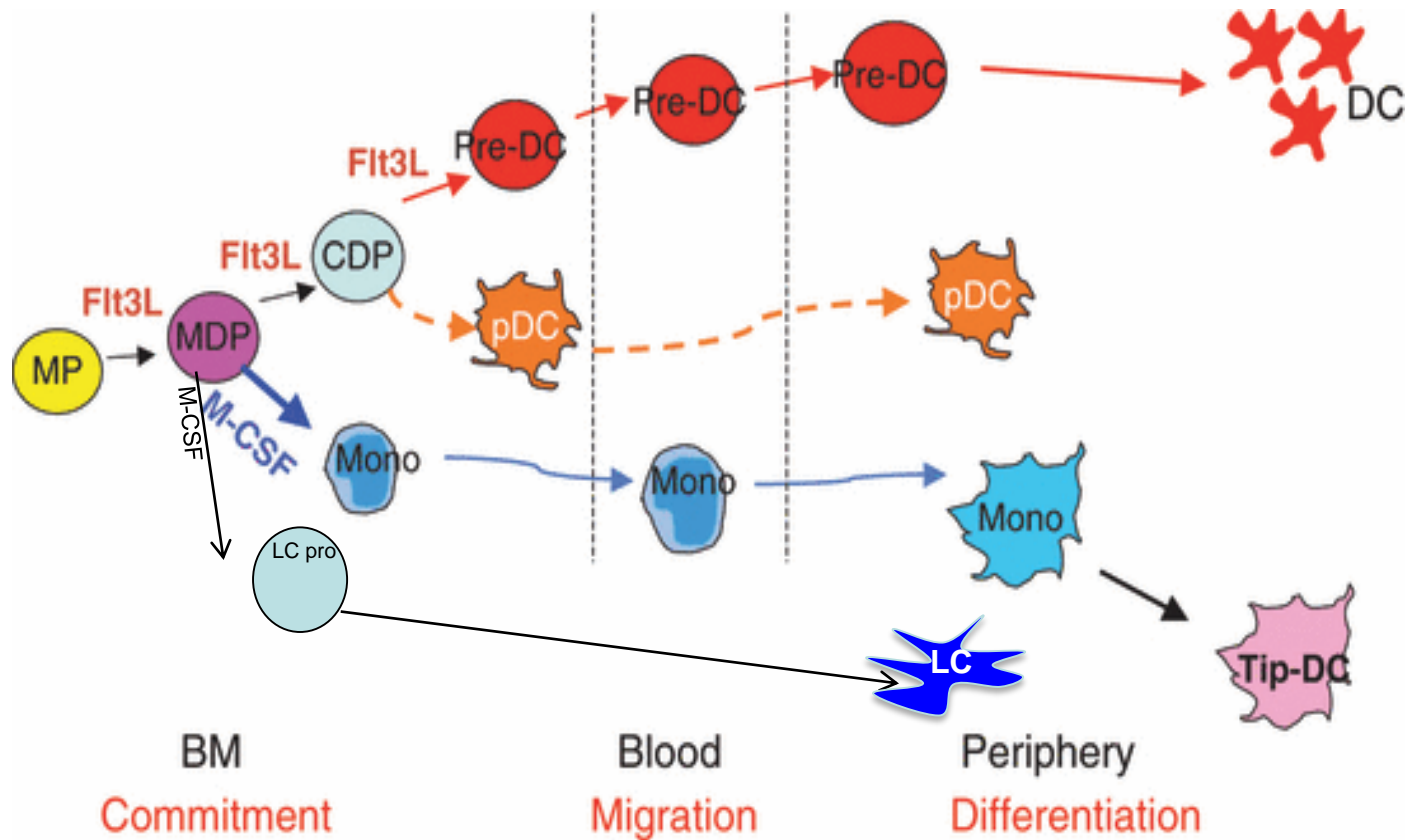 Pre-DC
Pre-DC
Pre-DC
DC
Flt3L
Flt3L
CDP
Flt3L
MDP
MP
pDC
pDC
M-CSF
M-CSF
Mono
Mono
Mono
LC pro
LC
Tip-DC
BM
Blood
Periphery
Commitment
Migration
Differentiation